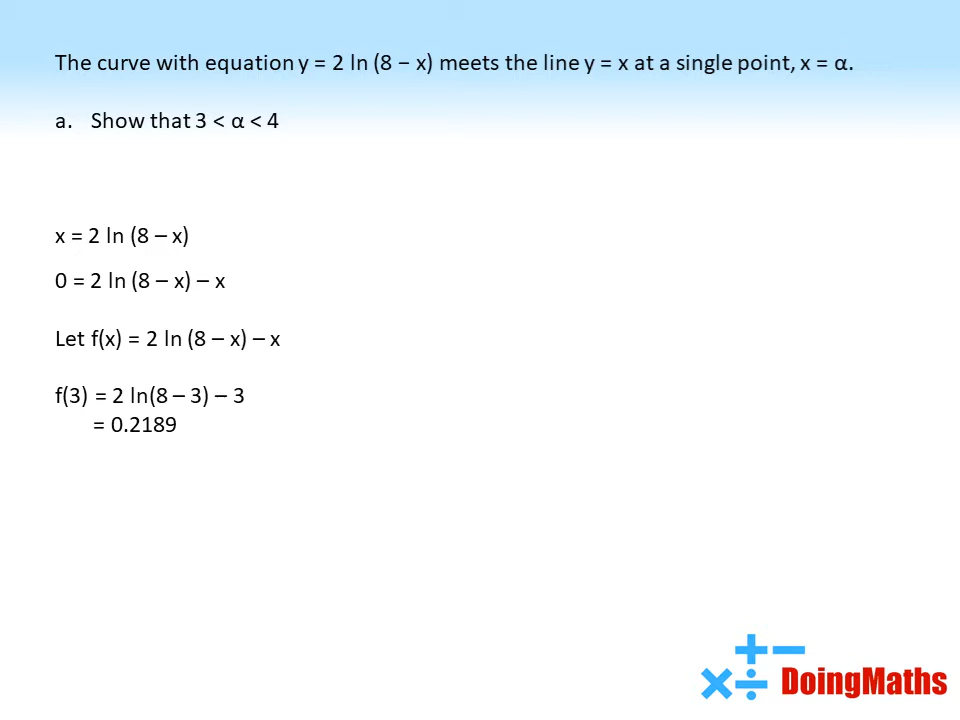 The curve with equation y = 2 ln (8 − x) meets the line y = x at a single point, x = α.
a. Show that 3 < α < 4
x = 2 ln (8 – x)
0 = 2 ln (8 – x) – x
Let f(x) = 2 ln (8 – x) – x
f(3) = 2 ln(8 – 3) – 3
= 0.2189
DoingMaths